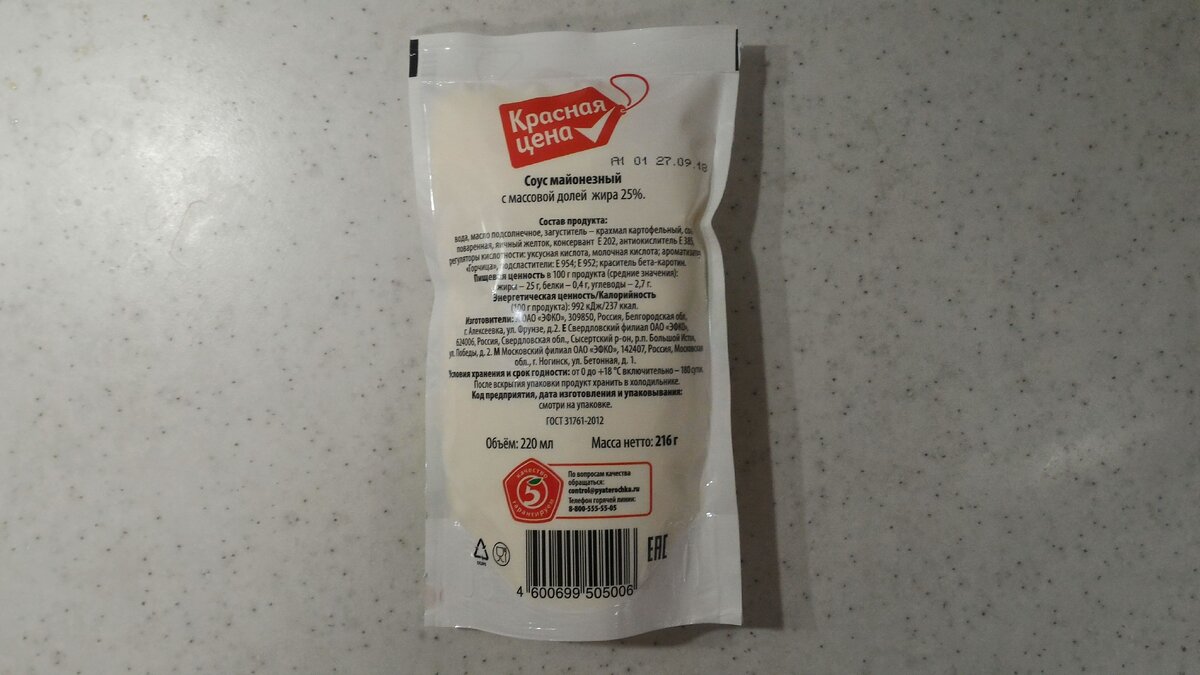 Красная
цена
A1 01 27.09.18
Соус майонезный
с массовой долей жира 25%.
Состав продукта:
вода, масло подсолнечное, загуститель – крахмал картофельный,
поваренная, яичный желток, консервант Е 202, антиокислитель Е 385,
регуляторы кислотности: уксусная кислота, молочная кислота;
«Горчица», подсластители: Е 954; Е 952; краситель бета-каротин.
Пищевая ценность в 100 г продукта (средние значения):
жиры – 25 г, белки – 0,4 г, углеводы – 2,7 г.
Энергетическая ценность/Калорийность
(100 г продукта): 992 кДж/237 ккал.
Изготовители: ОАО «ЭФКО», 309850, Россия, Белгородская обл.,
г. Алексеевка, ул. Фрунзе, д.2. Е Свердловский филиал ОАО «ЭФКО»,
624006, Россия, Свердловская обл., Сысертский р-он, р.п. Большой
ул. Победы, д. 2. М Московский филиал ОАО «ЭФКО», 142407, Россия, Московская
обл., г. Ногинск, ул. Бетонная, д. 1.
Условия хранения и срок годности: от 0 до +18 °С включительно – 180
После вскрытия упаковки продукт хранить в холодильнике.
Код предприятия, дата изготовления и упаковывания:
смотри на упаковке.
ГОСТ 31761-2012
Объём: 220 мл Масса нетто: 216 г
качество
5
гарантируем
По вопросам качества
обращаться:
control@pyaterochka.ru
Телефон горячей линии:
8-800-555-55-05
EAC
4 600699 505006